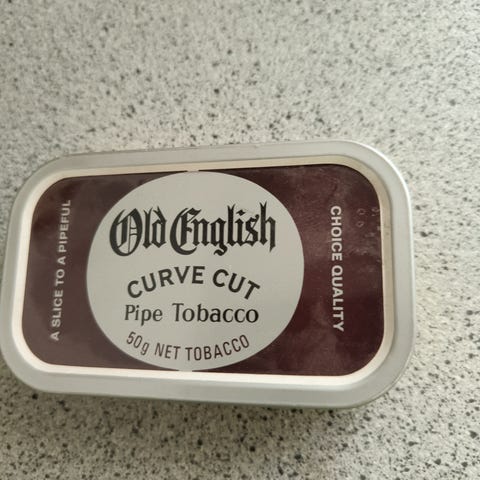 A SLICE TO A PIPEFUL
Old English
CURVE CUT
Pipe Tobacco
50g NET TOBACCO
CHOICE QUALITY